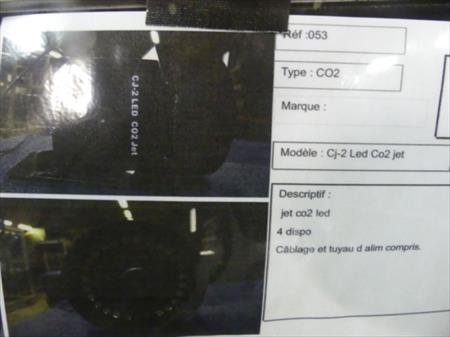 Réf :053
Type : CO2
Marque :
Modèle : Cj-2 Led Co2 jet
Descriptif :
jet co2 led
4 dispo
Câblage et tuyau d alim compris.
CJ-2 LED CO2 Jet